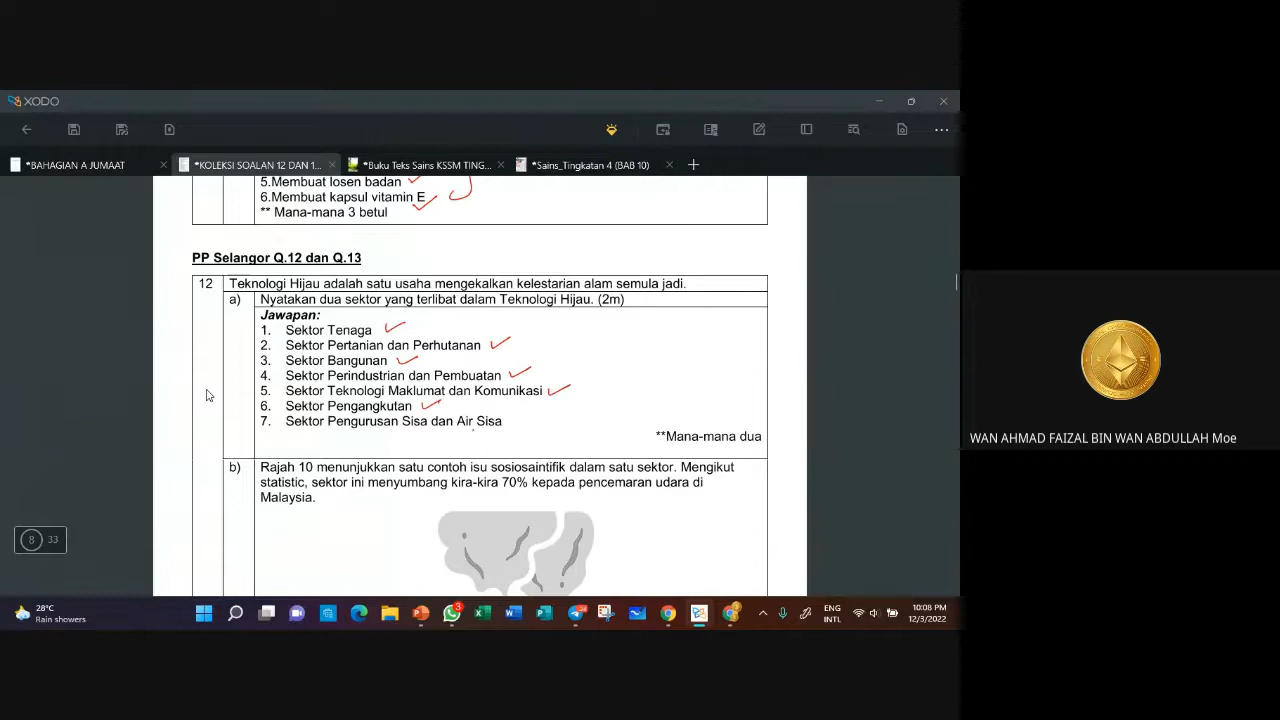 XODO
*BAHAGIAN A JUMAAT
*KOLEKSI SOALAN 12 DAN 1...
*Buku Teks Sains KSSM TING...
*Sains_Tingkatan 4 (BAB 10)
5.Membuat losen badan
6.Membuat kapsul vitamin E
** Mana-mana 3 betul
PP Selangor Q.12 dan Q.13
12 Teknologi Hijau adalah satu usaha mengekalkan kelestarian alam semula jadi.
a) Nyatakan dua sektor yang terlibat dalam Teknologi Hijau. (2m)
Jawapan:
1. Sektor Tenaga
2. Sektor Pertanian dan Perhutanan
3. Sektor Bangunan
4. Sektor Perindustrian dan Pembuatan
5. Sektor Teknologi Maklumat dan Komunikasi
6. Sektor Pengangkutan
7. Sektor Pengurusan Sisa dan Air Sisa
**Mana-mana dua
b) Rajah 10 menunjukkan satu contoh isu sosiosaintifik dalam satu sektor. Mengikut
statistic, sektor ini menyumbang kira-kira 70% kepada pencemaran udara di
Malaysia.
8 33
WAN AHMAD FAIZAL BIN WAN ABDULLAH Moe
28°C
Rain showers
3
ENG
INTL
10:08 PM
12/3/2022